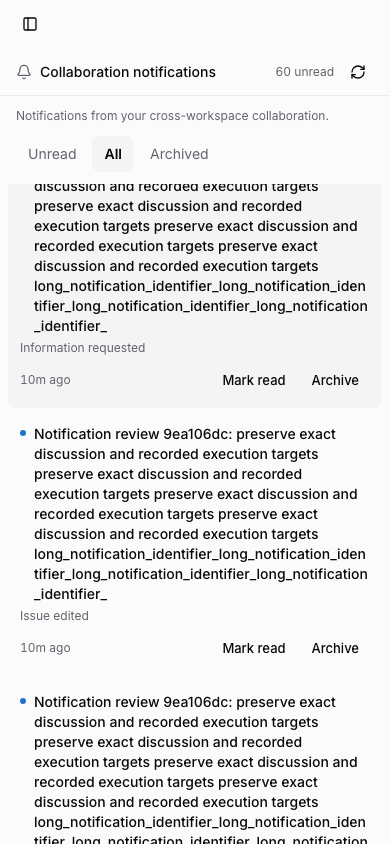 Collaboration notifications
60 unread
Notifications from your cross-workspace collaboration.
Unread
All
Archived
discussion and recorded execution targets
preserve exact discussion and recorded
execution targets preserve exact discussion and
recorded execution targets preserve exact
discussion and recorded execution targets
long_notification_identifier_long_notification_iden
tifier_long_notification_identifier_long_notification
_identifier_
Information requested
10m ago
Mark read
Archive
Notification review 9ea106dc: preserve exact
discussion and recorded execution targets
preserve exact discussion and recorded
execution targets preserve exact discussion and
recorded execution targets preserve exact
discussion and recorded execution targets
long_notification_identifier_long_notification_iden
tifier_long_notification_identifier_long_notification
_identifier_
Issue edited
10m ago
Mark read
Archive
Notification review 9ea106dc: preserve exact
discussion and recorded execution targets
preserve exact discussion and recorded
execution targets preserve exact discussion and
recorded execution targets preserve exact
discussion and recorded execution targets
long_notification_identifier_long_notification_iden
tifier_long_notification_identifier_long_notification